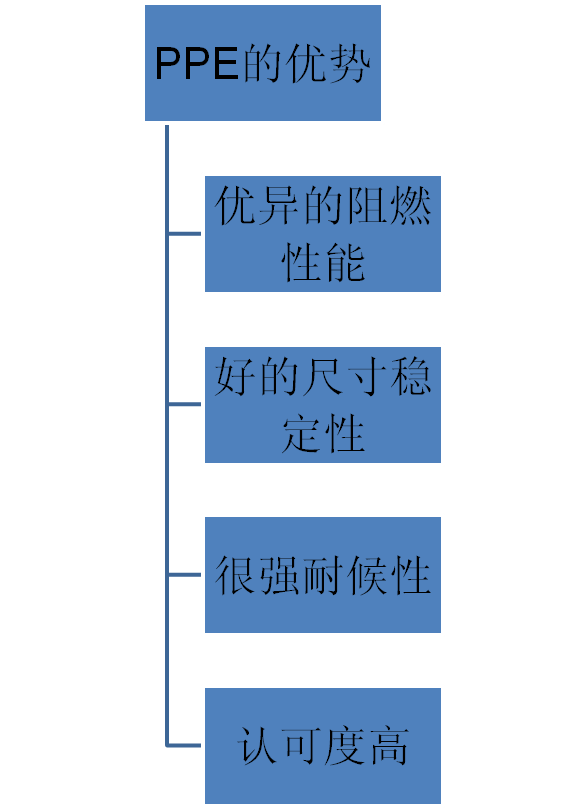 PPE的优势
优异的阻燃
性能
好的尺寸稳
定性
很强耐候性
认可度高